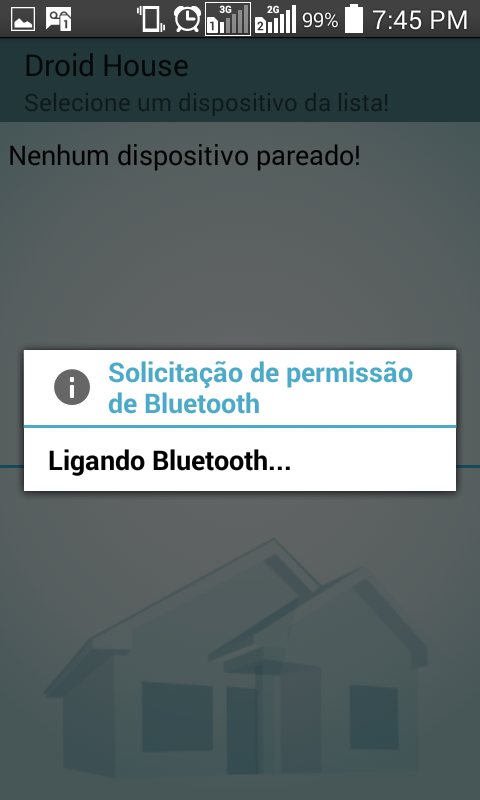 3G
1
2G
2
99%
7:45 PM
1
Droid House
Selecione um dispositivo da lista!
Nenhum dispositivo pareado!
Solicitação de permissão
de Bluetooth
Ligando Bluetooth...